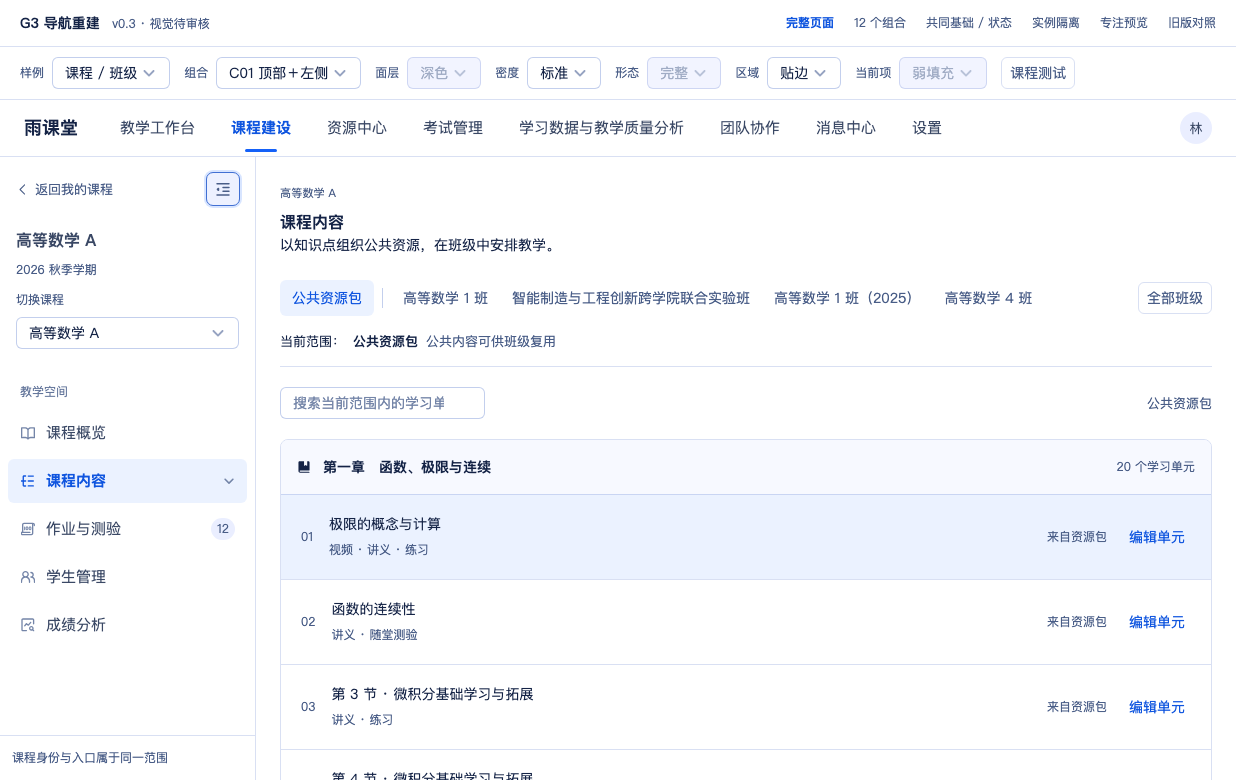 G3 导航重建 v0.3 · 视觉待审核 完整页面 12 个组合 共同基础 / 状态 实例隔离 专注预览 旧版对照
样例 课程 / 班级 组合 C01 顶部＋左侧 面层 深色 密度 标准 形态 完整 区域 贴边 当前项 弱填充 课程测试
雨课堂 教学工作台 课程建设 资源中心 考试管理 学习数据与教学质量分析 团队协作 消息中心 设置 林
返回我的课程
高等数学 A
2026 秋季学期
切换课程
高等数学 A
教学空间
课程概览
课程内容
作业与测验 12
学生管理
成绩分析
课程身份与入口属于同一范围
高等数学 A
课程内容
以知识点组织公共资源，在班级中安排教学。
公共资源包 高等数学 1 班 智能制造与工程创新跨学院联合实验班 高等数学 1 班（2025） 高等数学 4 班 全部班级
当前范围： 公共资源包 公共内容可供班级复用
搜索当前范围内的学习单 公共资源包
第一章 函数、极限与连续 20 个学习单元
01 极限的概念与计算 来自资源包 编辑单元
视频 · 讲义 · 练习
02 函数的连续性 来自资源包 编辑单元
讲义 · 随堂测验
03 第 3 节 · 微积分基础学习与拓展 来自资源包 编辑单元
讲义 · 练习
第 4 节 · 微积分基础学习与拓展